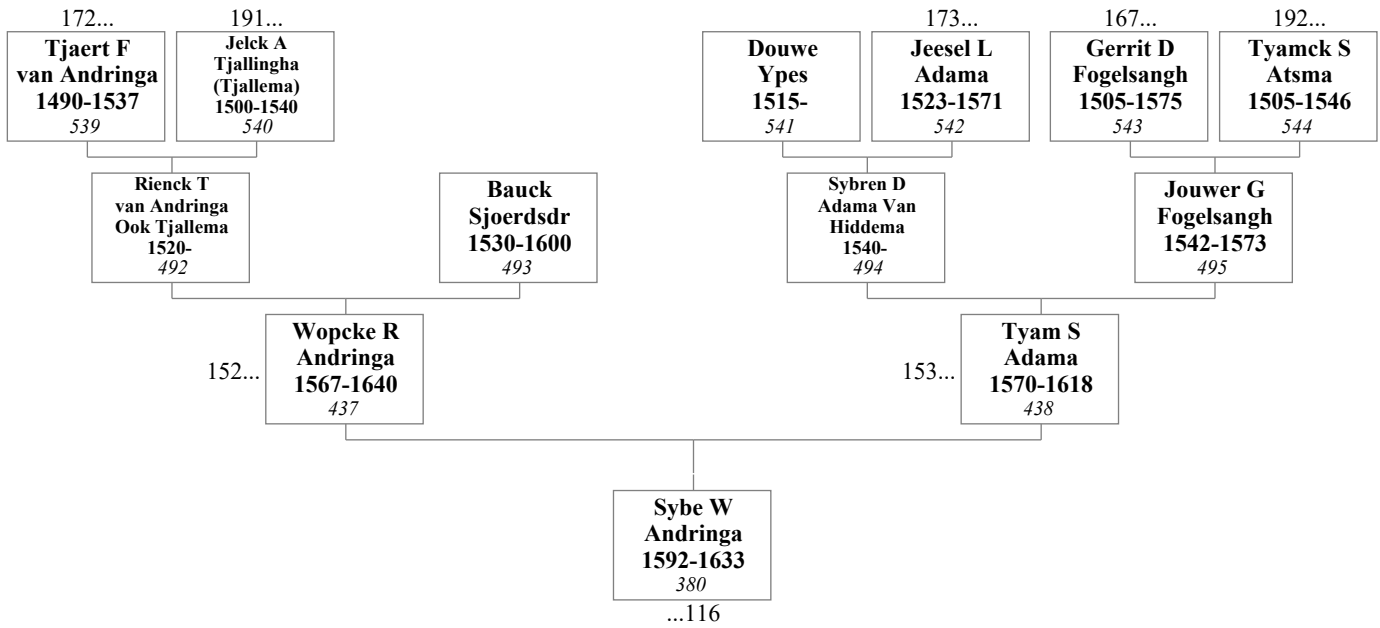 172...
191...
173...
167...
192...
Tjaert F
van Andringa
1490-1537
539
Jelck A
Tjallingha
(Tjallema)
1500-1540
540
Douwe
Ypes
1515-
541
Jeesel L
Adama
1523-1571
542
Gerrit D
Fogelsangh
1505-1575
543
Tyamck S
Atsma
1505-1546
544
Rienck T
van Andringa
Ook Tjallema
1520-
492
Bauck
Sjoerdsdr
1530-1600
493
Sybren D
Adama Van
Hiddema
1540-
494
Jouwer G
Fogelsangh
1542-1573
495
152...
Wopcke R
Andringa
1567-1640
437
153...
Tyam S
Adama
1570-1618
438
Sybe W
Andringa
1592-1633
380
...116